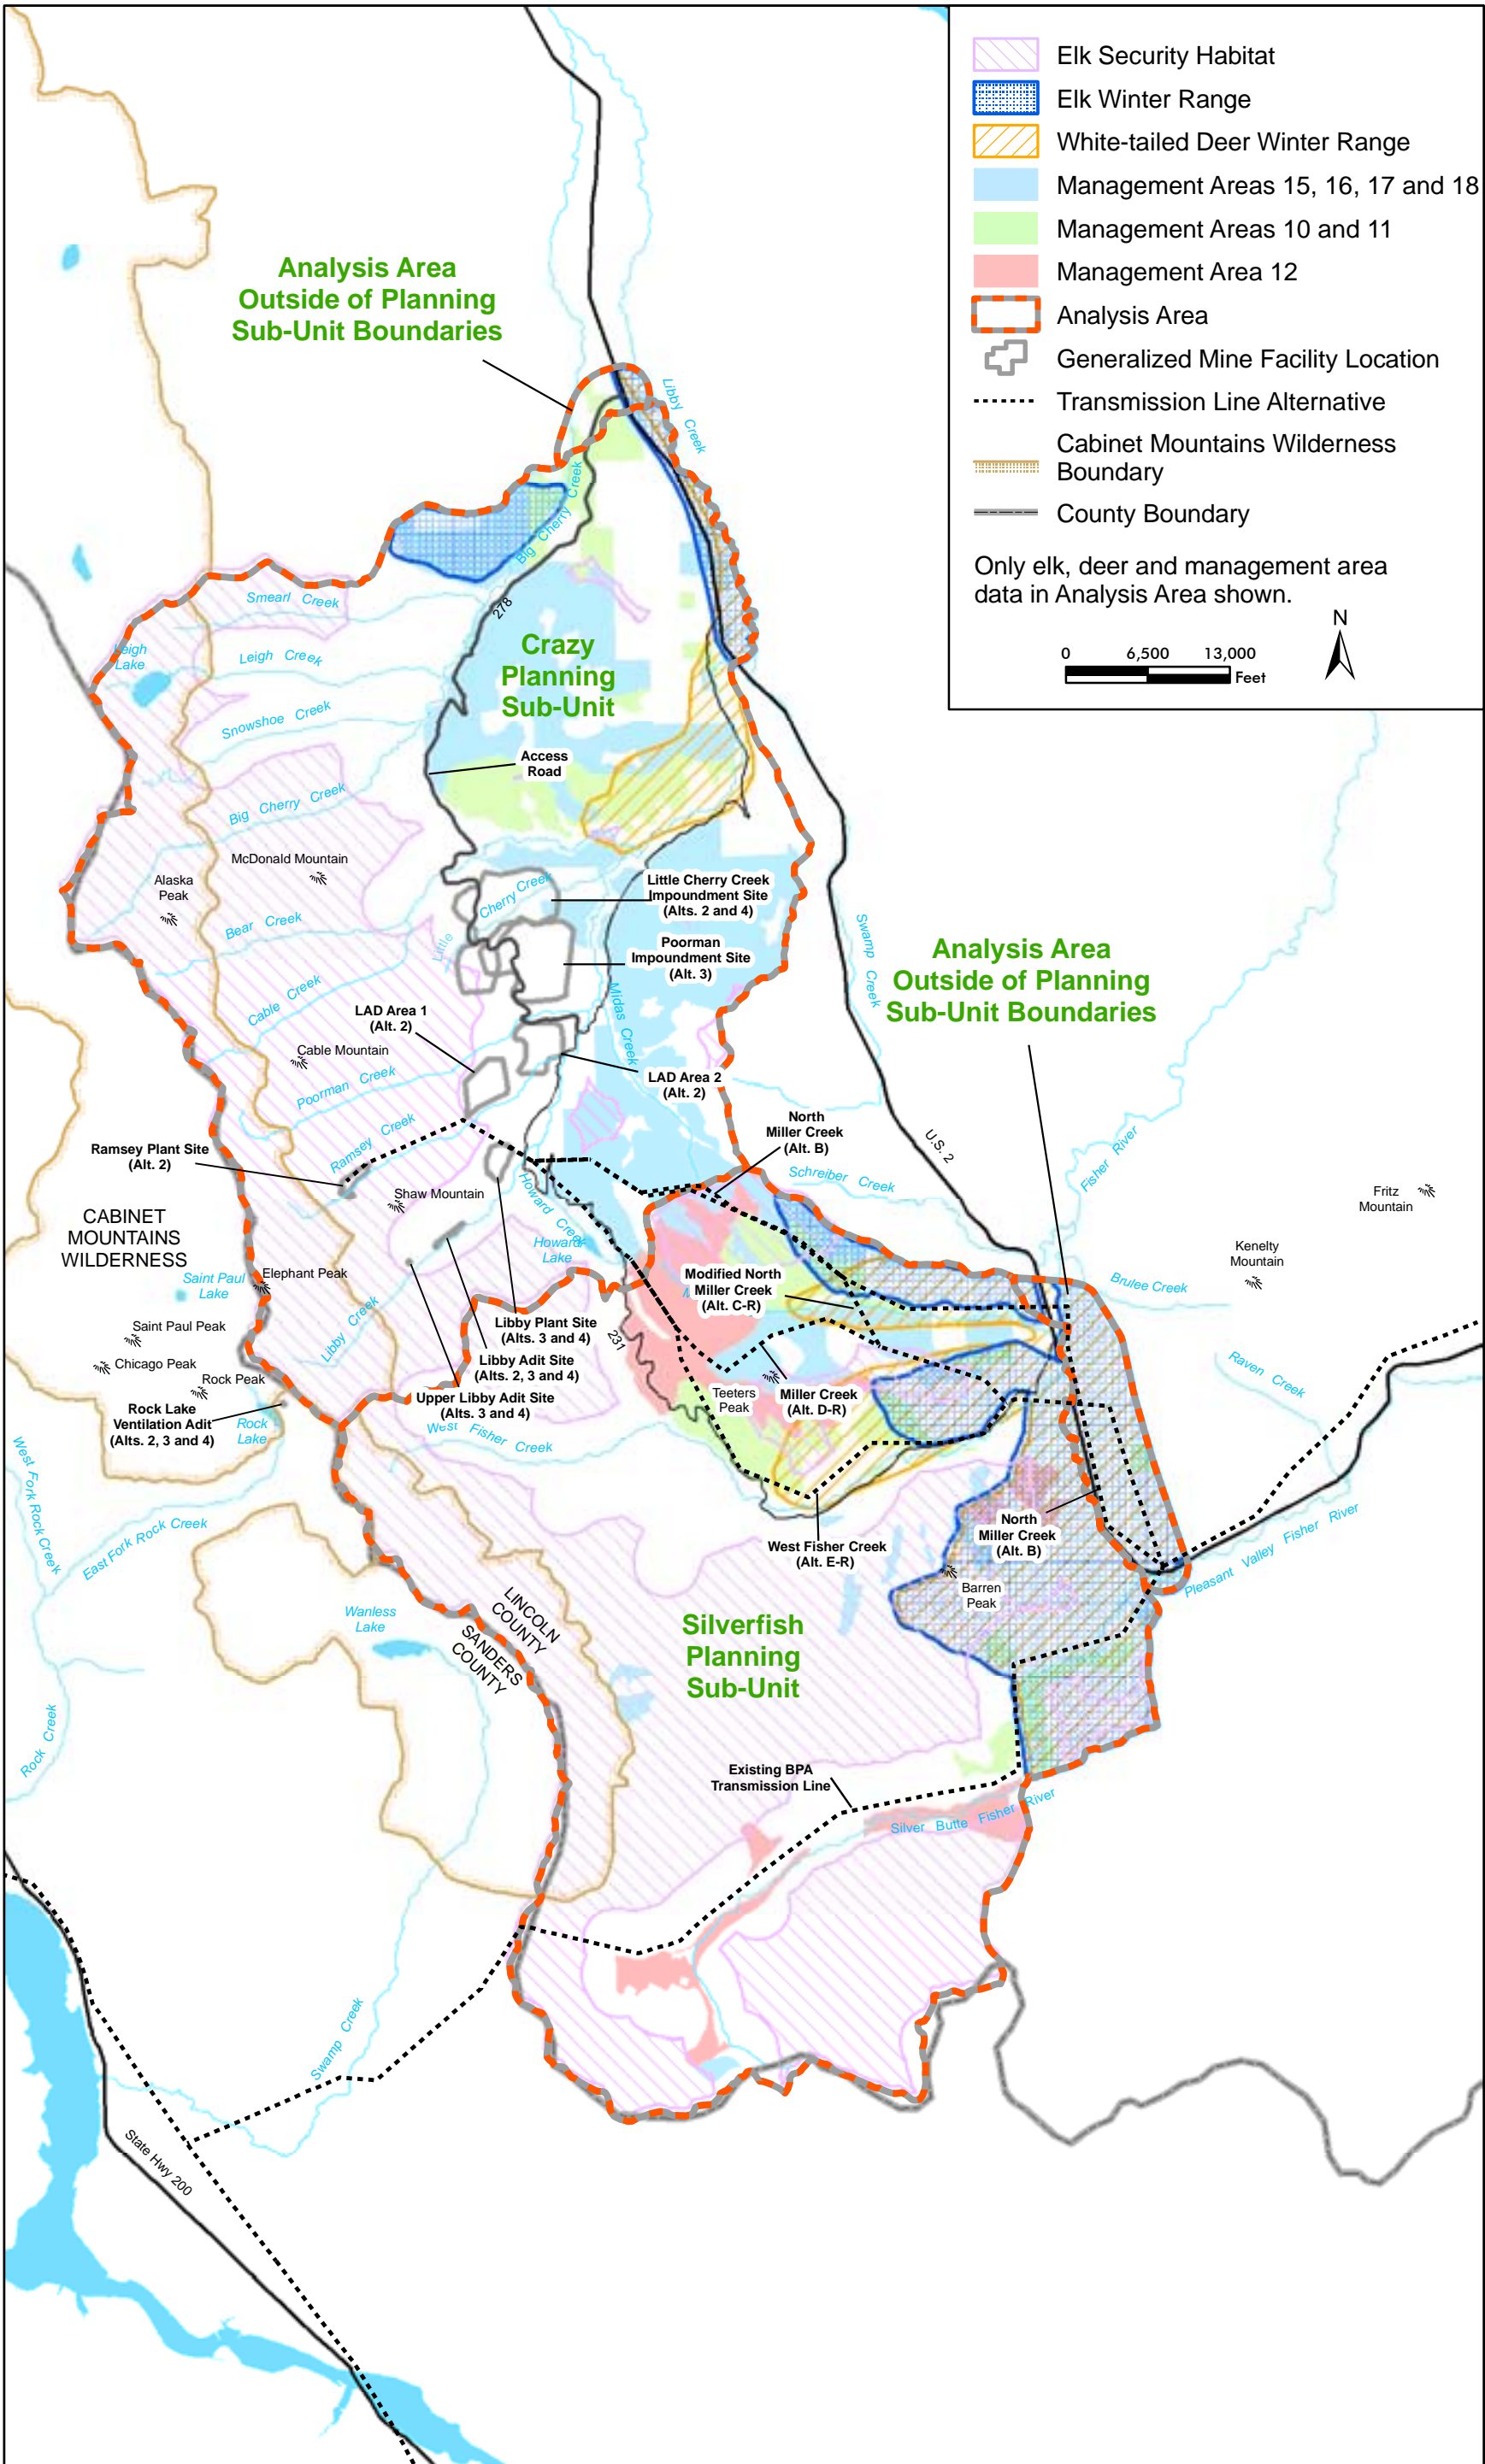 Elk Security Habitat
Elk Winter Range
White-tailed Deer Winter Range
Management Areas 15, 16, 17 and 18
Management Areas 10 and 11
Management Area 12
Analysis Area
Generalized Mine Facility Location
Transmission Line Alternative
Cabinet Mountains Wilderness
Boundary
County Boundary
Only elk, deer and management area
data in Analysis Area shown.
N
0 6,500 13,000
Feet
Analysis Area
Outside of Planning
Sub-Unit Boundaries
Libby Creek
Big Cherry Creek
278
Smearl Creek
Leigh
Lake
Leigh Creek
Snowshoe Creek
Crazy
Planning
Sub-Unit
Access
Road
Big Cherry Creek
McDonald Mountain
Alaska
Peak
Little Cherry Creek
Impoundment Site
(Alts. 2 and 4)
Little Cherry Creek
Bear Creek
Poorman
Impoundment Site
(Alt. 3)
Swamp Creek
Analysis Area
Outside of Planning
Sub-Unit Boundaries
Cable Creek
Midas Creek
LAD Area 1
(Alt. 2)
Cable Mountain
LAD Area 2
(Alt. 2)
Poorman Creek
North
Miller Creek
(Alt. B)
U.S. 2
Ramsey Creek
Ramsey Plant Site
(Alt. 2)
Schreiber Creek
Fisher River
Shaw Mountain
Howard Creek
Fritz
Mountain
CABINET
MOUNTAINS
WILDERNESS
Howard
Lake
Kenelty
Mountain
Saint Paul
Lake
Elephant Peak
Modified North
Miller Creek
(Alt. C-R)
Brulee Creek
Libby Creek
Saint Paul Peak
Libby Plant Site
(Alts. 3 and 4)
231
Chicago Peak
Libby Adit Site
(Alts. 2, 3 and 4)
Rock Peak
Raven Creek
Upper Libby Adit Site
(Alts. 3 and 4)
Teeters
Peak
Miller Creek
(Alt. D-R)
Rock Lake
Ventilation Adit
(Alts. 2, 3 and 4)
Rock
Lake
West Fisher Creek
West Fork Rock Creek
East Fork Rock Creek
North
Miller Creek
(Alt. B)
West Fisher Creek
(Alt. E-R)
Pleasant Valley Fisher River
Barren
Peak
LINCOLN
COUNTY
SANDERS
COUNTY
Wanless
Lake
Silverfish
Planning
Sub-Unit
Rock Creek
Existing BPA
Transmission Line
Silver Butte Fisher River
Swamp Creek
State Hwy 200